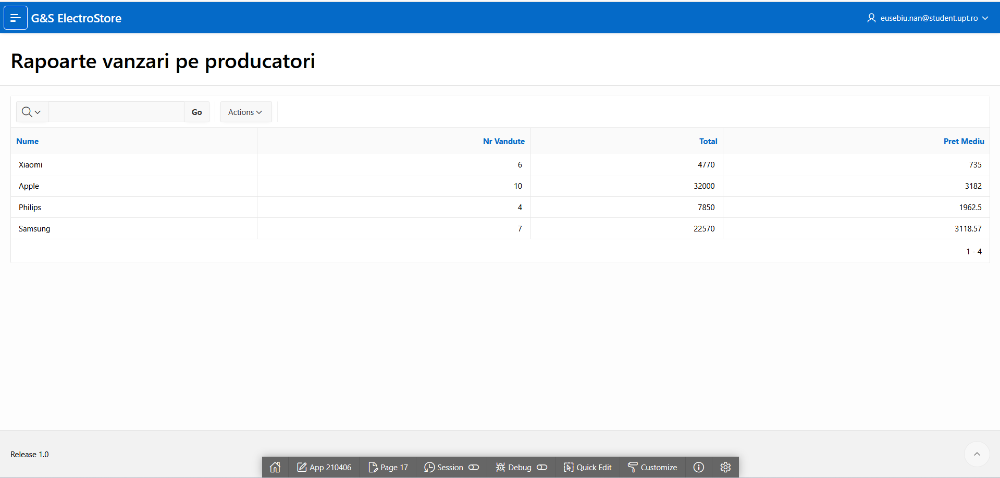 G&S ElectroStore
eusebiu.nan@student.upt.ro
Rapoarte vanzari pe producatori
Go Actions
Nume Nr Vandute Total Pret Mediu
Xiaomi 6 4770 735
Apple 10 32000 3182
Philips 4 7850 1962.5
Samsung 7 22570 3118.57
1 - 4
Release 1.0
App 210406 Page 17 Session Debug Quick Edit Customize